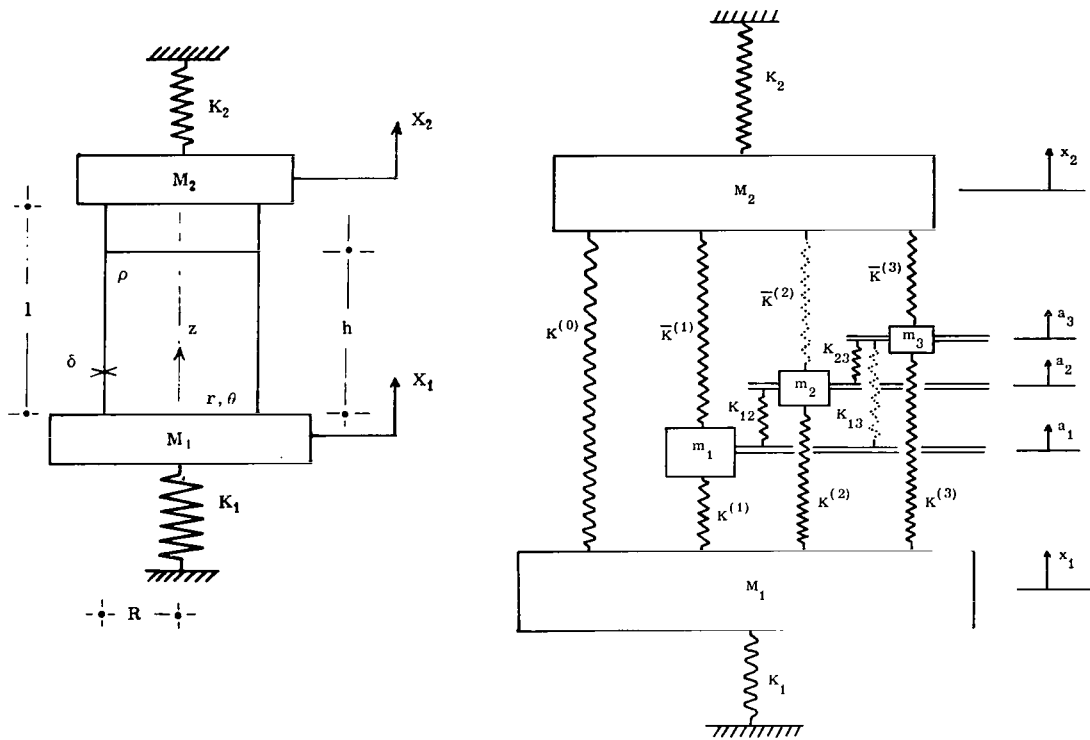 K₂
X₂
M₂
l
ρ
z
h
δ
r, θ
X₁
M₁
K₁
R
K₂
x₂
M₂
K̅⁽³⁾
K̅⁽²⁾
K⁽⁰⁾
K̅⁽¹⁾
a₃
m₃
K₂₃
a₂
m₂
K₁₂
K₁₃
a₁
m₁
K⁽¹⁾
K⁽²⁾
K⁽³⁾
x₁
M₁
K₁